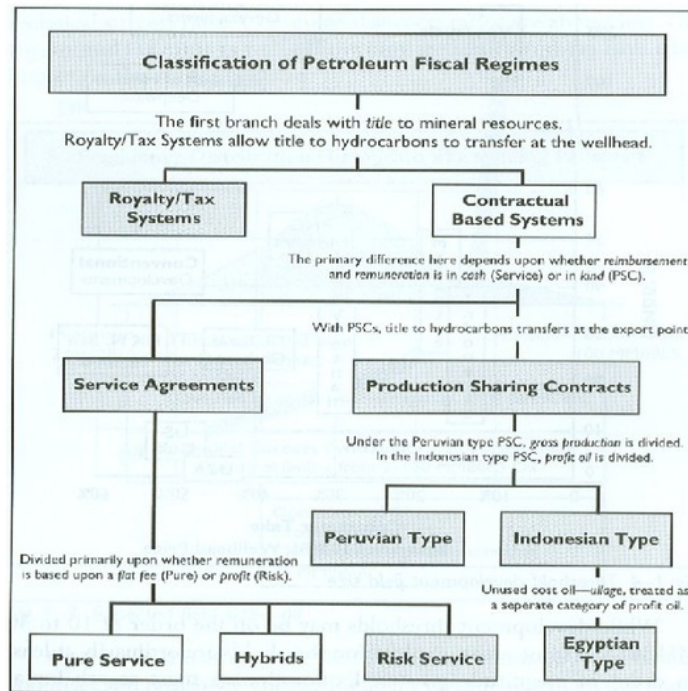 Classification of Petroleum Fiscal Regimes
The first branch deals with title to mineral resources.
Royalty/Tax Systems allow title to hydrocarbons to transfer at the wellhead.
Royalty/Tax
Systems
Contractual
Based Systems
The primary difference here depends upon whether reimbursement
and remuneration is in cash (Service) or in kind (PSC).
With PSCs, title to hydrocarbons transfers at the export point
Service Agreements
Production Sharing Contracts
Under the Peruvian type PSC, gross production is divided.
In the Indonesian type PSC, profit oil is divided.
Peruvian Type
Indonesian Type
Divided primarily upon whether remuneration
is based upon a flat fee (Pure) or profit (Risk).
Unused cost oil—ullage, treated as
a seperate category of profit oil.
Pure Service
Hybrids
Risk Service
Egyptian
Type